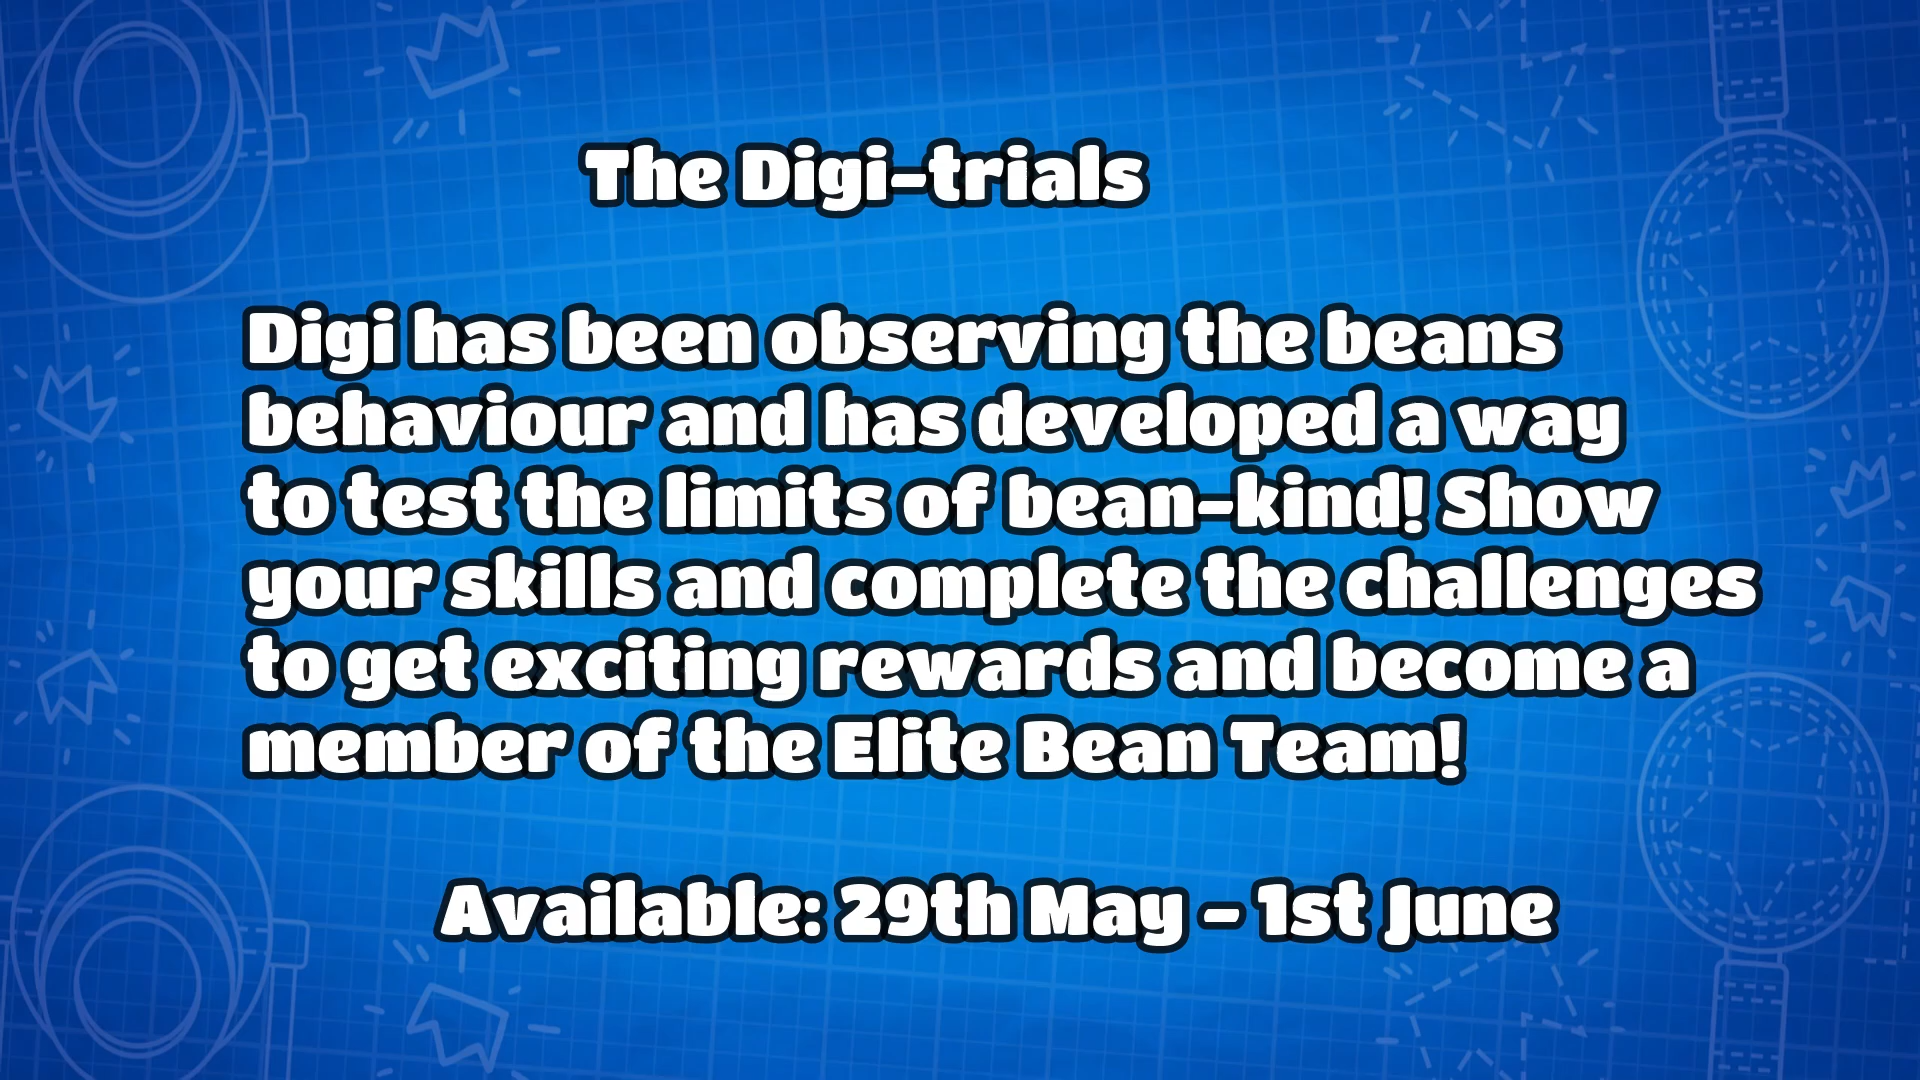 The Digi-trials
Digi has been observing the beans
behaviour and has developed a way
to test the limits of bean-kind! Show
your skills and complete the challenges
to get exciting rewards and become a
member of the Elite Bean Team!
Available: 29th May - 1st June